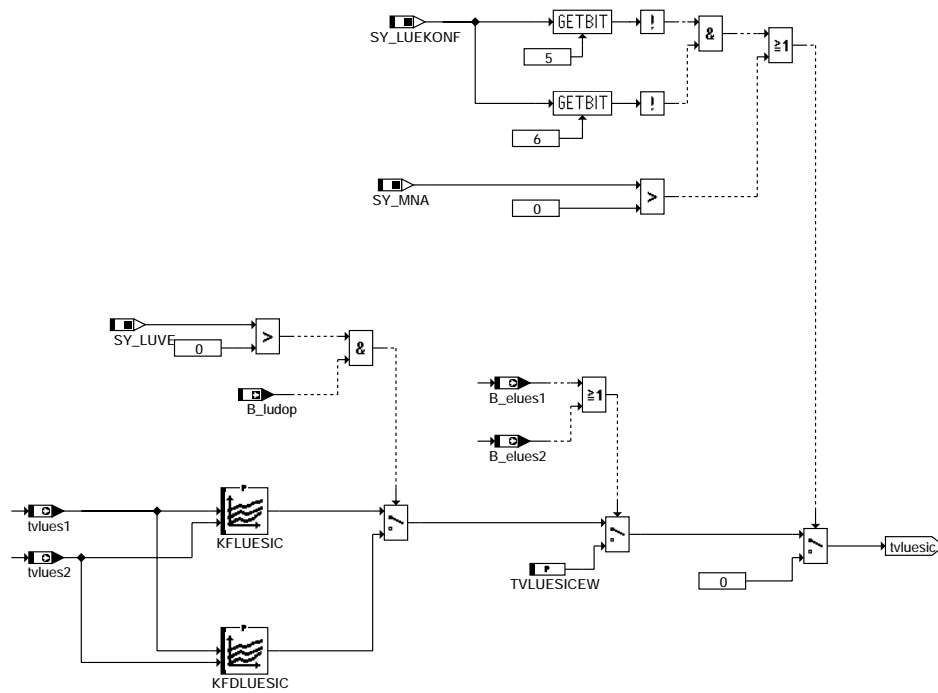 GETBIT
!
SY_LUEKONF
&
≧1
5
GETBIT
!
6
SY_MNA
>
0
SY_LUVE
>
0
&
B_ludop
B_elues1
≧1
B_elues2
P
tvlues1
KFLUESIC
tvlues2
P
TVLUESICEW
0
tvluesic
P
KFDLUESIC